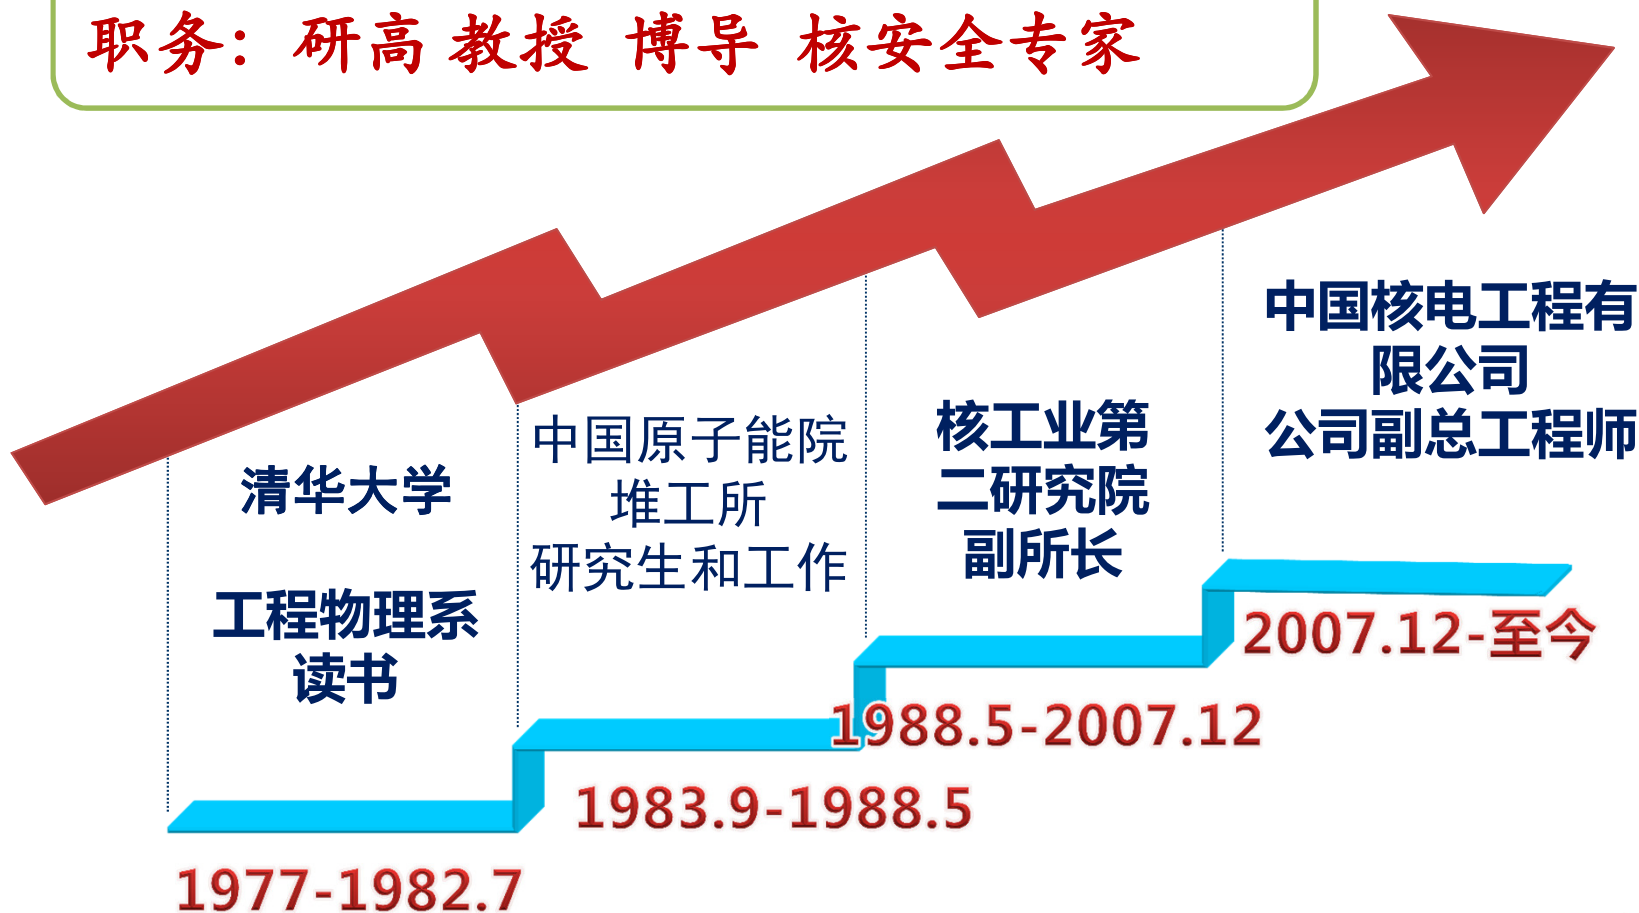 职务：研高 教授 博导 核安全专家
清华大学
工程物理系
读书
1977-1982.7
中国原子能院
堆工所
研究生和工作
1983.9-1988.5
核工业第
二研究院
副所长
1988.5-2007.12
中国核电工程有
限公司
公司副总工程师
2007.12-至今